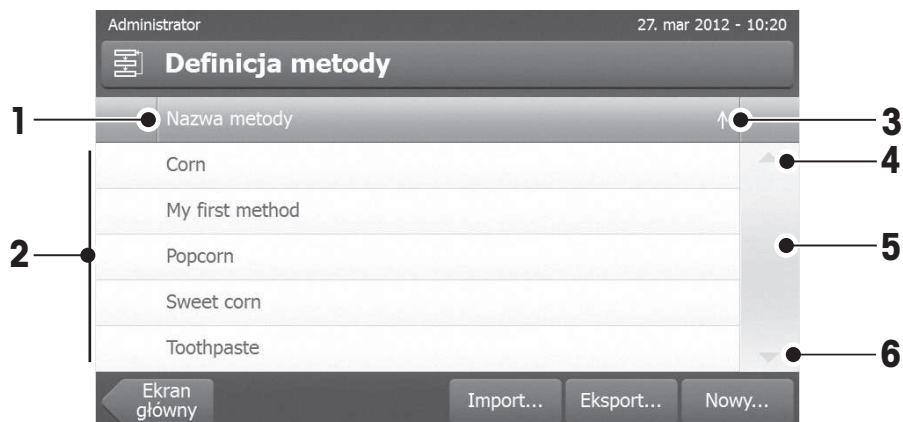 Administrator 27. mar 2012 - 10:20
Definicja metody
1 Nazwa metody 3
4
Corn
My first method
2 Popcorn 5
Sweet corn
Toothpaste 6
Ekran
główny
Import... Eksport... Nowy...